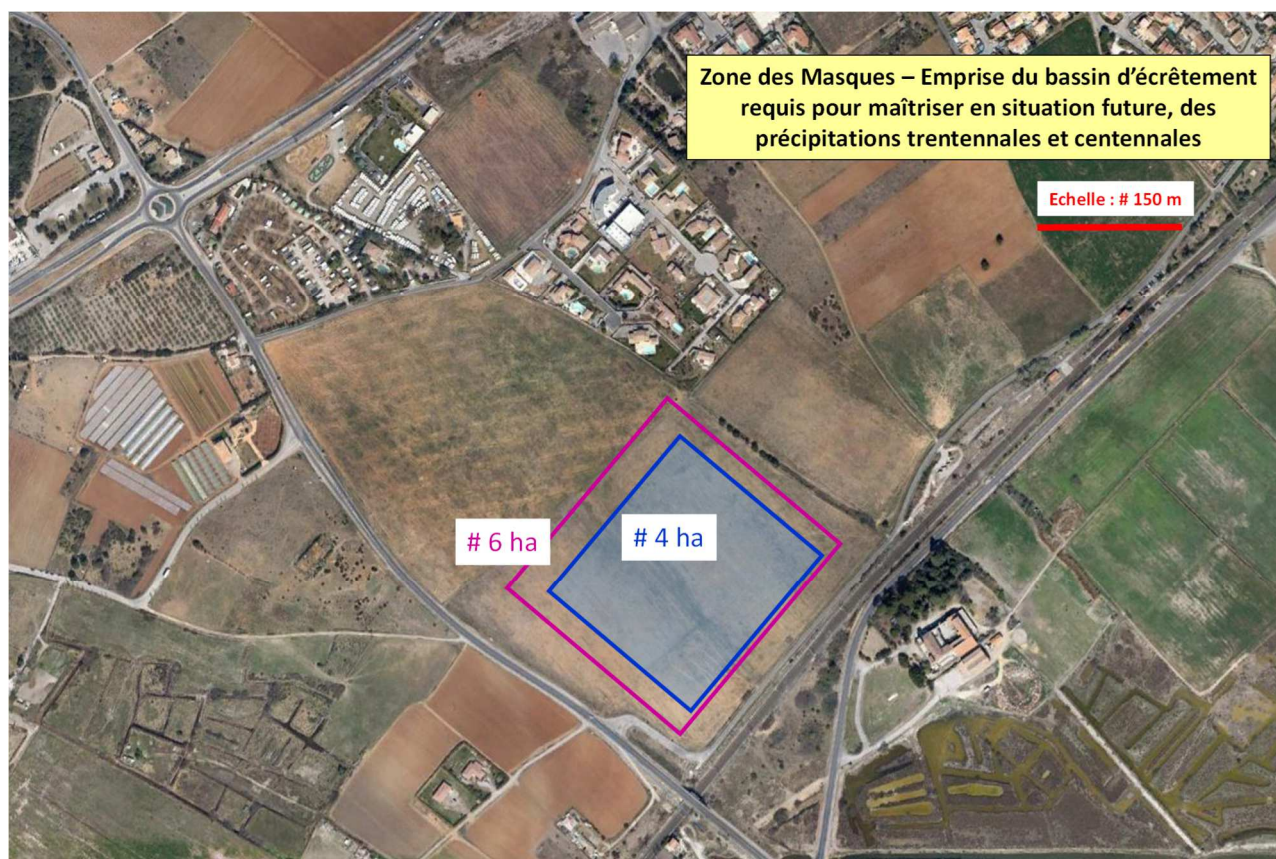 Zone des Masques – Emprise du bassin d’écrêtement
requis pour maîtriser en situation future, des
précipitations trentennales et centennales
Echelle : # 150 m
# 6 ha
# 4 ha